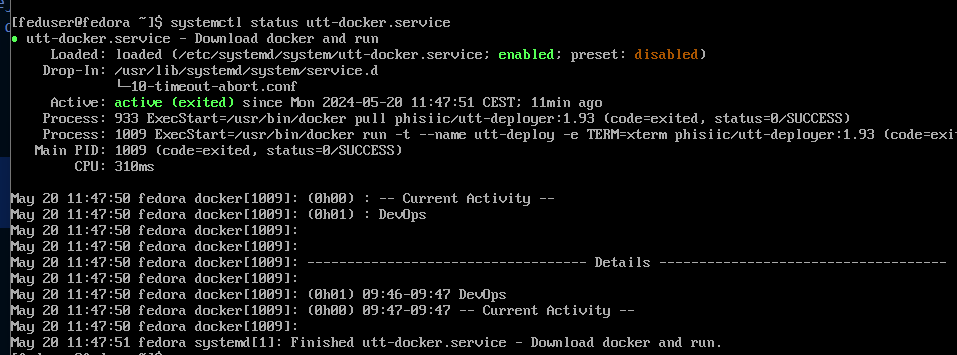 [feduser@fedora ~]$ systemctl status utt-docker.service
● utt-docker.service - Download docker and run
Loaded: loaded (/etc/systemd/system/utt-docker.service; enabled; preset: disabled)
Drop-In: /usr/lib/systemd/system/service.d
└─10-timeout-abort.conf
Active: active (exited) since Mon 2024-05-20 11:47:51 CEST; 11min ago
Process: 933 ExecStart=/usr/bin/docker pull phisiic/utt-deployer:1.93 (code=exited, status=0/SUCCESS)
Process: 1009 ExecStart=/usr/bin/docker run -t --name utt-deploy -e TERM=xterm phisiic/utt-deployer:1.93 (code=exi
Main PID: 1009 (code=exited, status=0/SUCCESS)
CPU: 310ms
May 20 11:47:50 fedora docker[1009]: (0h00) : -- Current Activity --
May 20 11:47:50 fedora docker[1009]: (0h01) : DevOps
May 20 11:47:50 fedora docker[1009]:
May 20 11:47:50 fedora docker[1009]:
May 20 11:47:50 fedora docker[1009]: ----------------------------------- Details ------------------------------------
May 20 11:47:50 fedora docker[1009]:
May 20 11:47:50 fedora docker[1009]: (0h01) 09:46-09:47 DevOps
May 20 11:47:50 fedora docker[1009]: (0h00) 09:47-09:47 -- Current Activity --
May 20 11:47:50 fedora docker[1009]:
May 20 11:47:51 fedora systemd[1]: Finished utt-docker.service - Download docker and run.